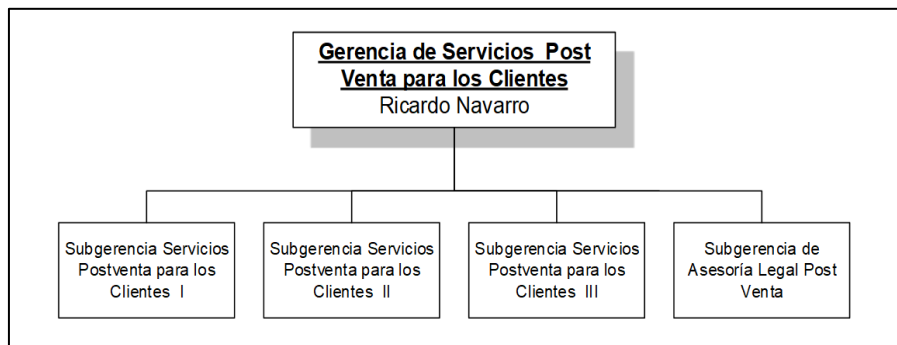 Gerencia de Servicios Post
Venta para los Clientes
Ricardo Navarro
Subgerencia Servicios
Postventa para los
Clientes I
Subgerencia Servicios
Postventa para los
Clientes II
Subgerencia Servicios
Postventa para los
Clientes III
Subgerencia de
Asesoría Legal Post
Venta